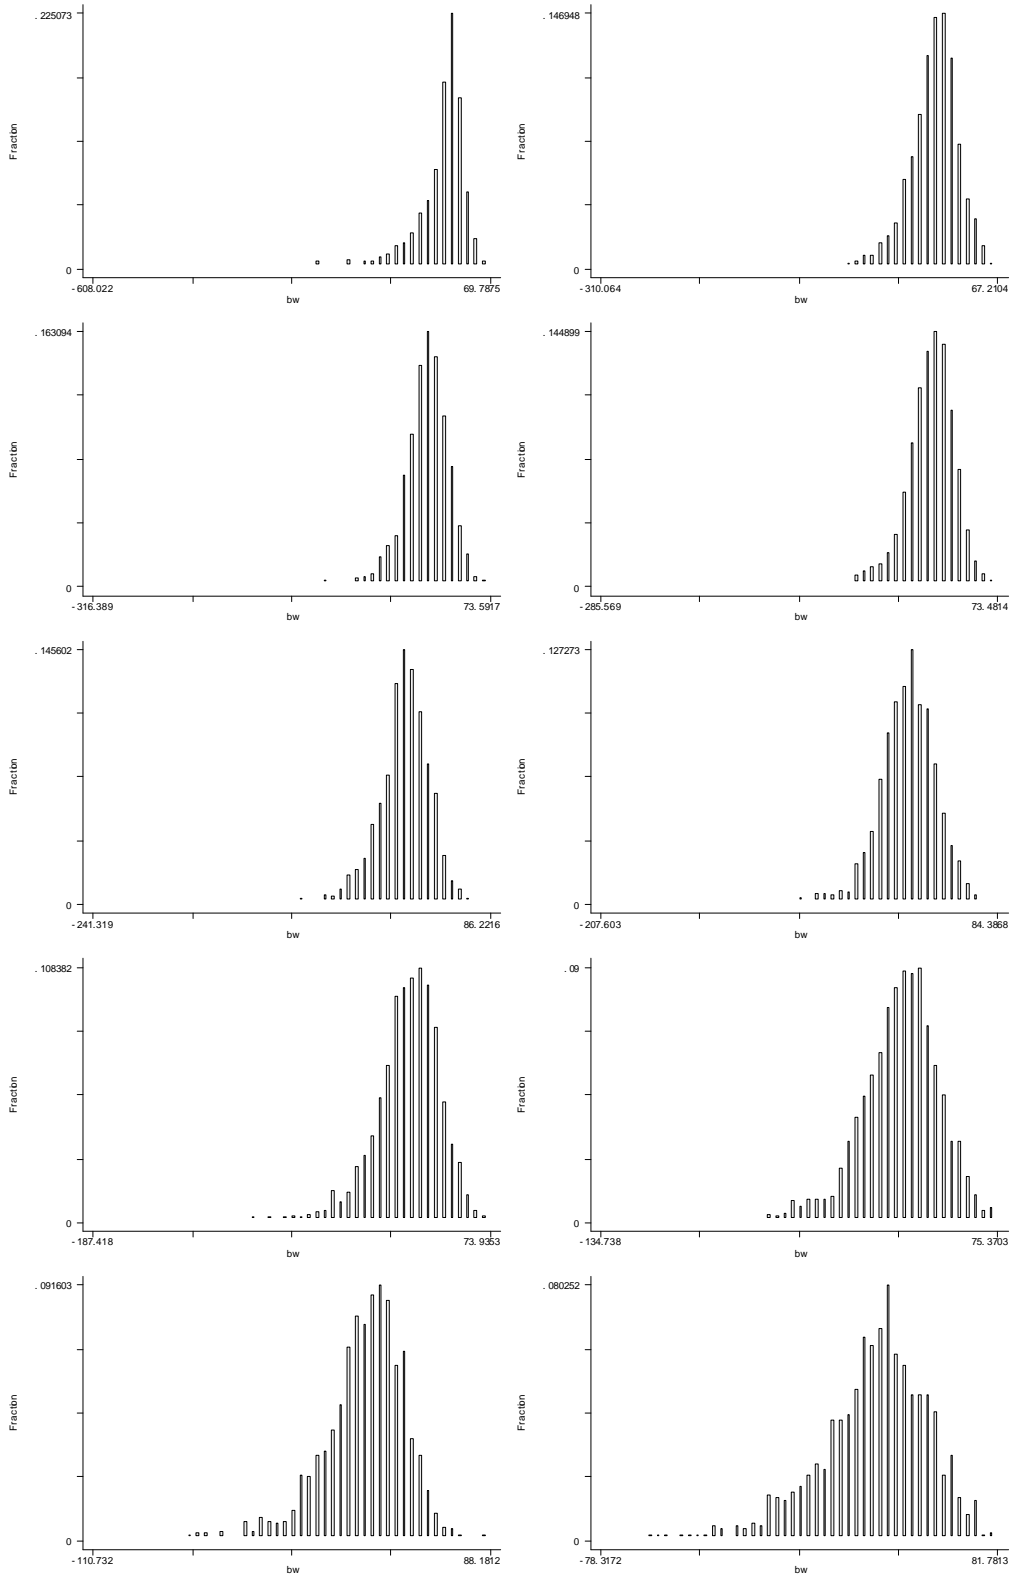 . 225073
Fraction
0
- 608.022
69. 7875
bw
. 146948
Fraction
0
- 310.064
67. 2104
bw
. 163094
Fraction
0
- 316.389
73. 5917
bw
. 144899
Fraction
0
- 285.569
73. 4814
bw
. 145602
Fraction
0
- 241.319
86. 2216
bw
. 127273
Fraction
0
- 207.603
84. 3868
bw
. 108382
Fraction
0
- 187.418
73. 9353
bw
. 09
Fraction
0
- 134.738
75. 3703
bw
. 091603
Fraction
0
- 110.732
88. 1812
bw
. 080252
Fraction
0
- 78. 3172
81. 7813
bw